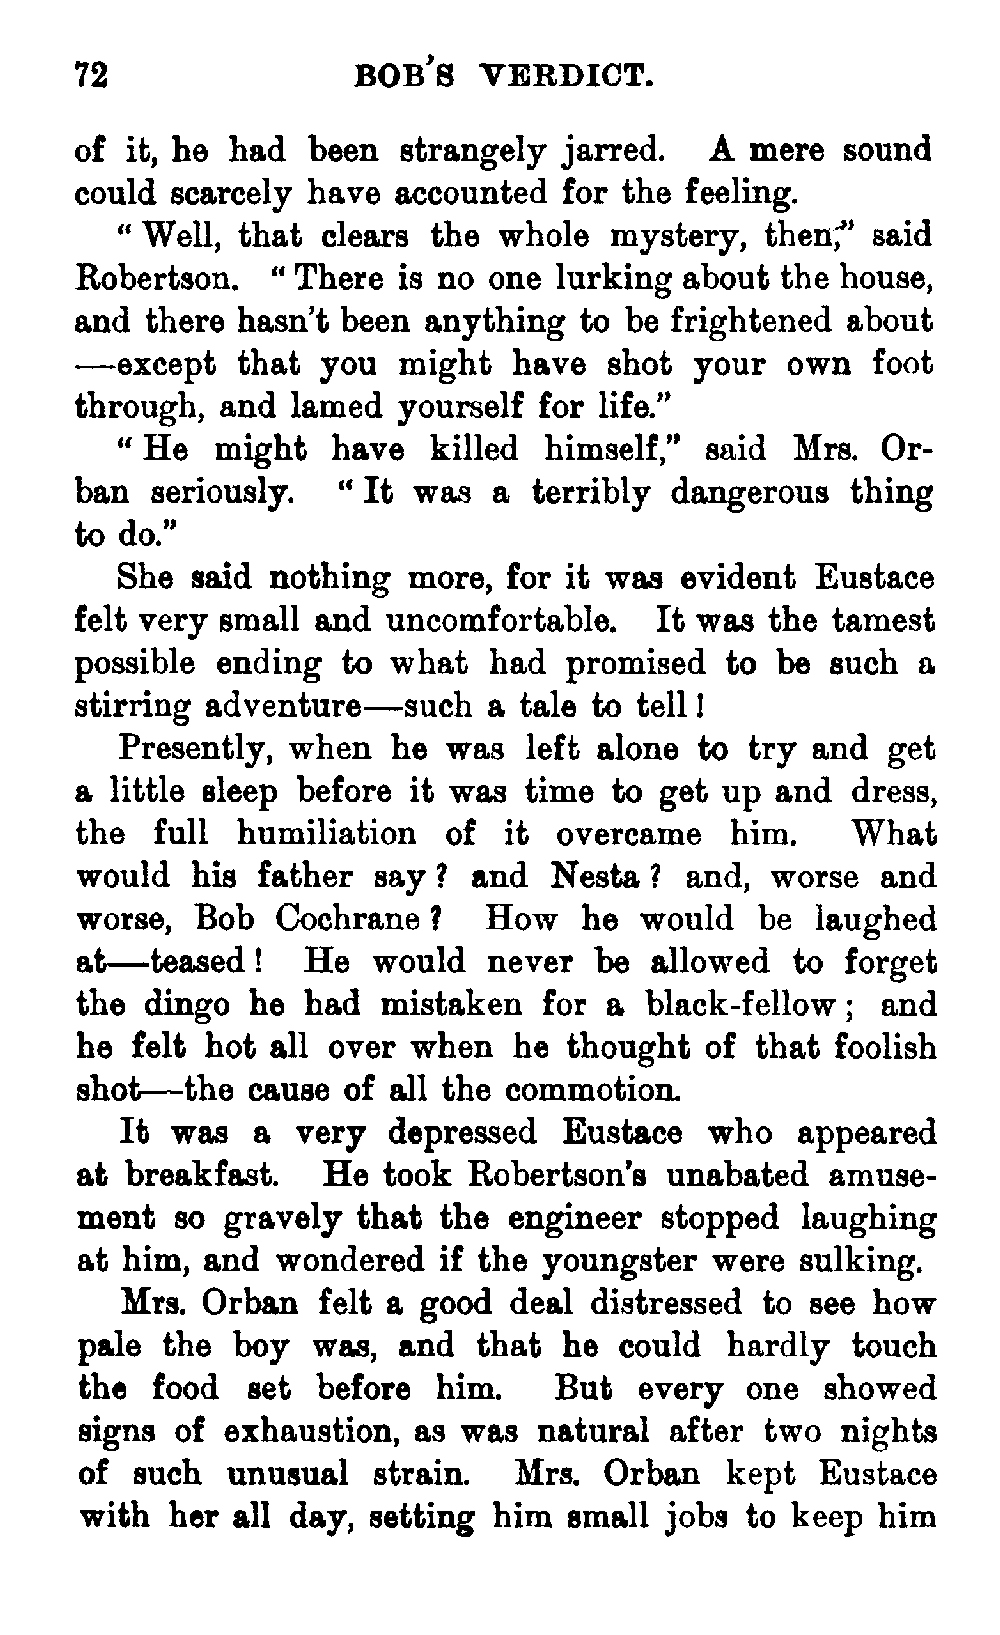 72 BOB'S VERDICT.
of it, he had been strangely jarred. A mere sound
could scarcely have accounted for the feeling.
" Well, that clears the whole mystery, then," said
Robertson. " There is no one lurking about the house,
and there hasn't been anything to be frightened about
—except that you might have shot your own foot
through, and lamed yourself for life."
" He might have killed himself," said Mrs. Or-
ban seriously. " It was a terribly dangerous thing
to do."
She said nothing more, for it was evident Eustace
felt very small and uncomfortable. It was the tamest
possible ending to what had promised to be such a
stirring adventure—such a tale to tell !
Presently, when he was left alone to try and get
a little sleep before it was time to get up and dress,
the full humiliation of it overcame him. What
would his father say ? and Nesta ? and, worse and
worse, Bob Cochrane ? How he would be laughed
at—teased ! He would never be allowed to forget
the dingo he had mistaken for a black-fellow ; and
he felt hot all over when he thought of that foolish
shot—the cause of all the commotion.
It was a very depressed Eustace who appeared
at breakfast. He took Robertson's unabated amuse-
ment so gravely that the engineer stopped laughing
at him, and wondered if the youngster were sulking.
Mrs. Orban felt a good deal distressed to see how
pale the boy was, and that he could hardly touch
the food set before him. But every one showed
signs of exhaustion, as was natural after two nights
of such unusual strain. Mrs. Orban kept Eustace
with her all day, setting him small jobs to keep him